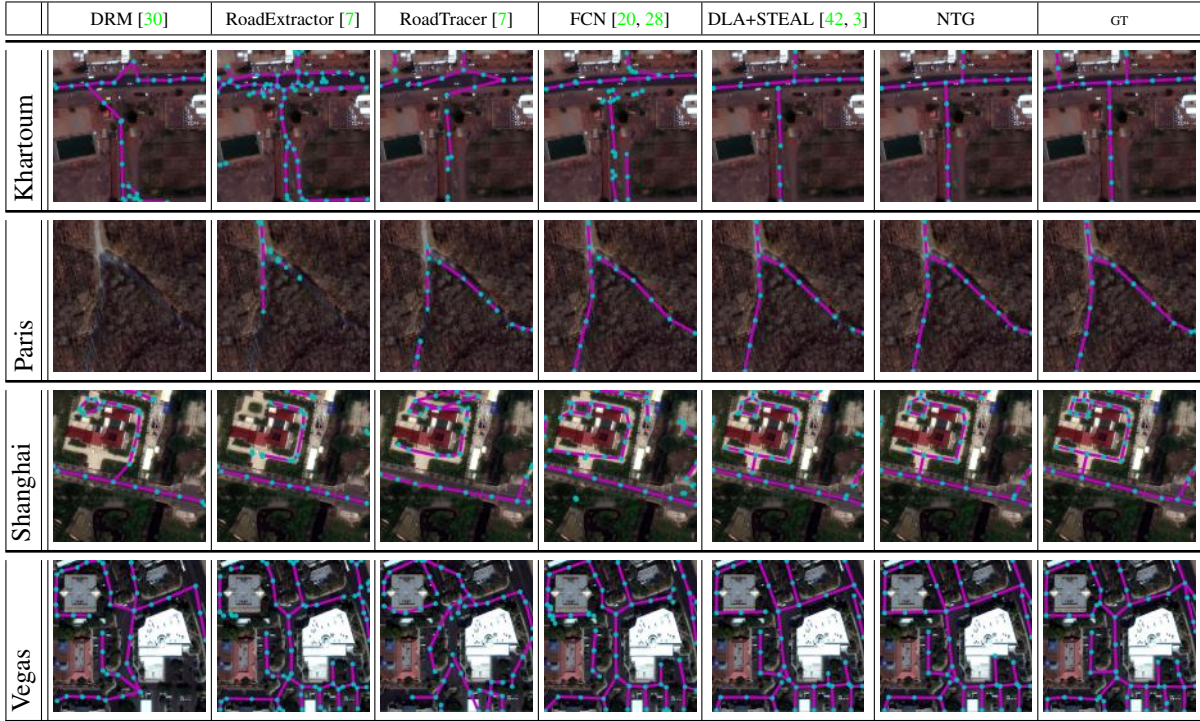 DRM [30] RoadExtractor [7] RoadTracer [7] FCN [20, 28] DLA+STEAL [42, 3] NTG GT
Khartoum
Paris
Shanghai
Vegas